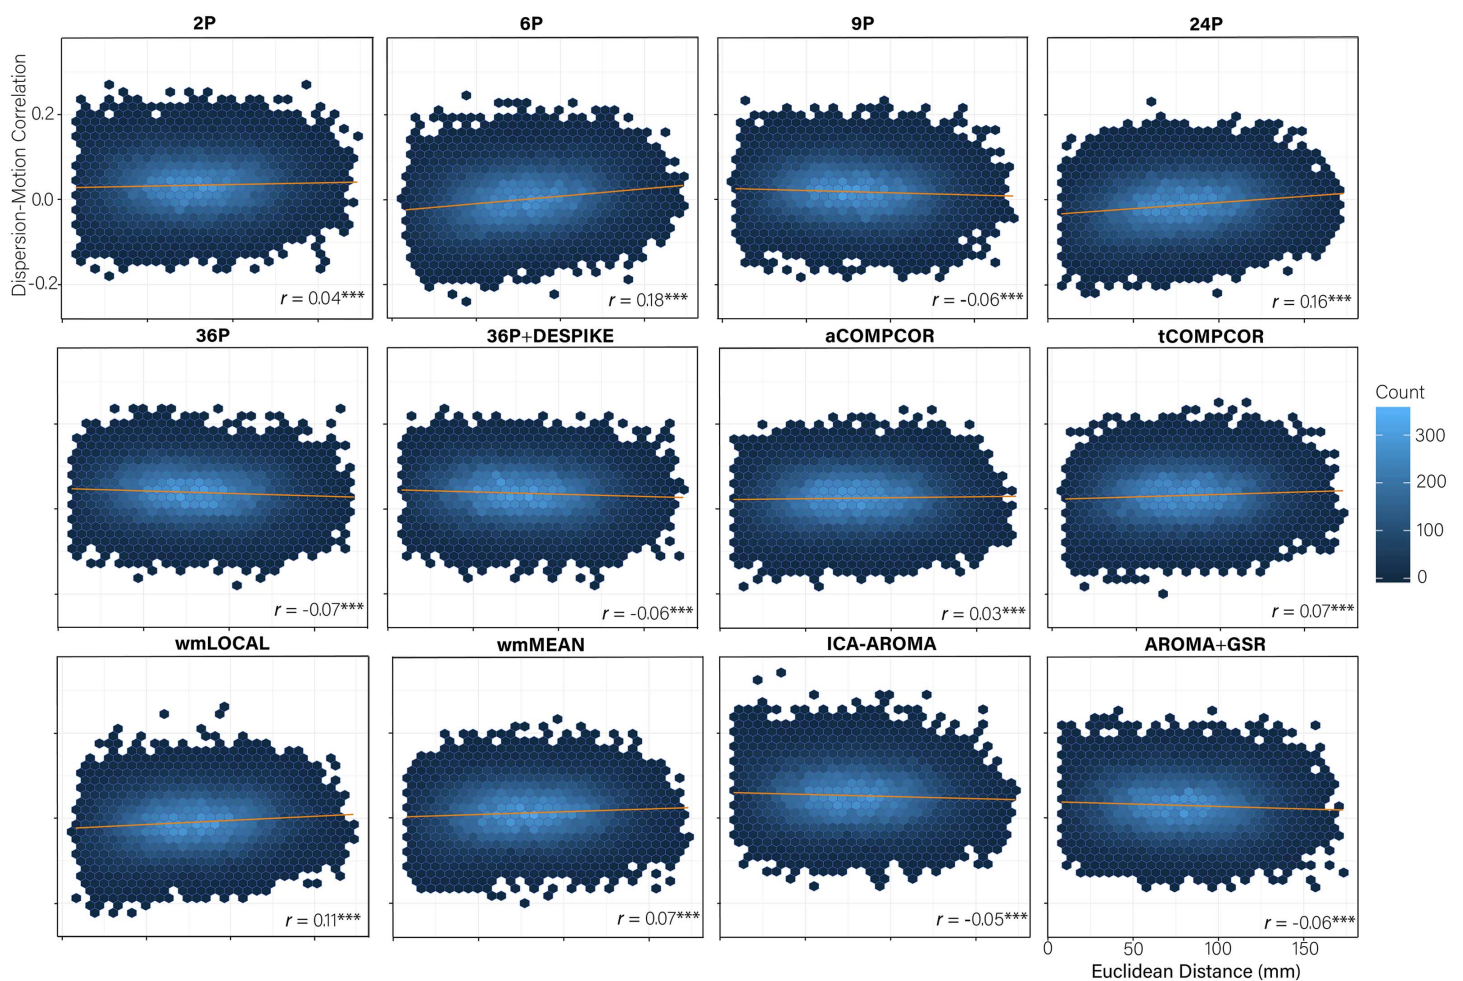 2P
6P
9P
24P
Dispersion-Motion Correlation
0.2
0.0
-0.2
r = 0.04***
r = 0.18***
r = -0.06***
r = 0.16***
36P
36P+DESPIKE
aCOMPCOR
tCOMPCOR
r = -0.07***
r = -0.06***
r = 0.03***
r = 0.07***
Count
300
200
100
0
wmLOCAL
wmMEAN
ICA-AROMA
AROMA+GSR
r = 0.11***
r = 0.07***
r = -0.05***
r = -0.06***
0 50 100 150
Euclidean Distance (mm)